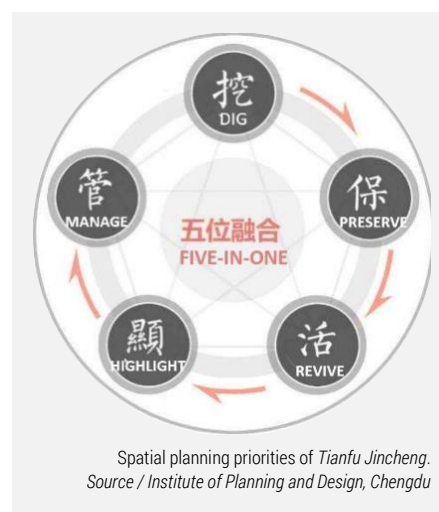 挖
DIG
保
PRESERVE
活
REVIVE
顯
HIGHLIGHT
管
MANAGE
五位融合
FIVE-IN-ONE
Spatial planning priorities of Tianfu Jincheng.
Source / Institute of Planning and Design, Chengdu